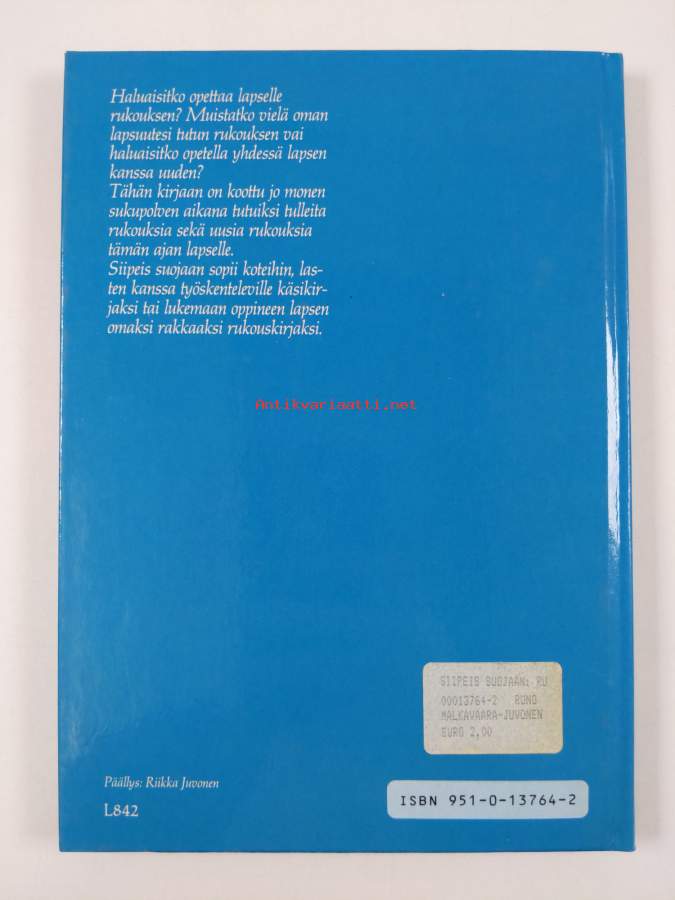 Haluaisitko opettaa lapselle
rukouksen? Muistatko vielä oman
lapsuutesi tutun rukouksen vai
haluaisitko opetella yhdessä lapsen
kanssa uuden?
Tähän kirjaan on koottu jo monen
sukupolven aikana tutuiksi tulleita
rukouksia sekä uusia rukouksia
tämän ajan lapselle.
Siipeis suojaan sopii koteihin, las-
ten kanssa työskenteleville käsikir-
jaksi tai lukemaan oppineen lapsen
omaksi rakkaaksi rukouskirjaksi.
Antikvariaatti.net
SIIPEIS SUOJAAN: RU
00013764-2 RUNO
MALKAVAARA-JUVONEN
EURO 2,00
Päällys: Riikka Juvonen
L842
ISBN 951-0-13764-2